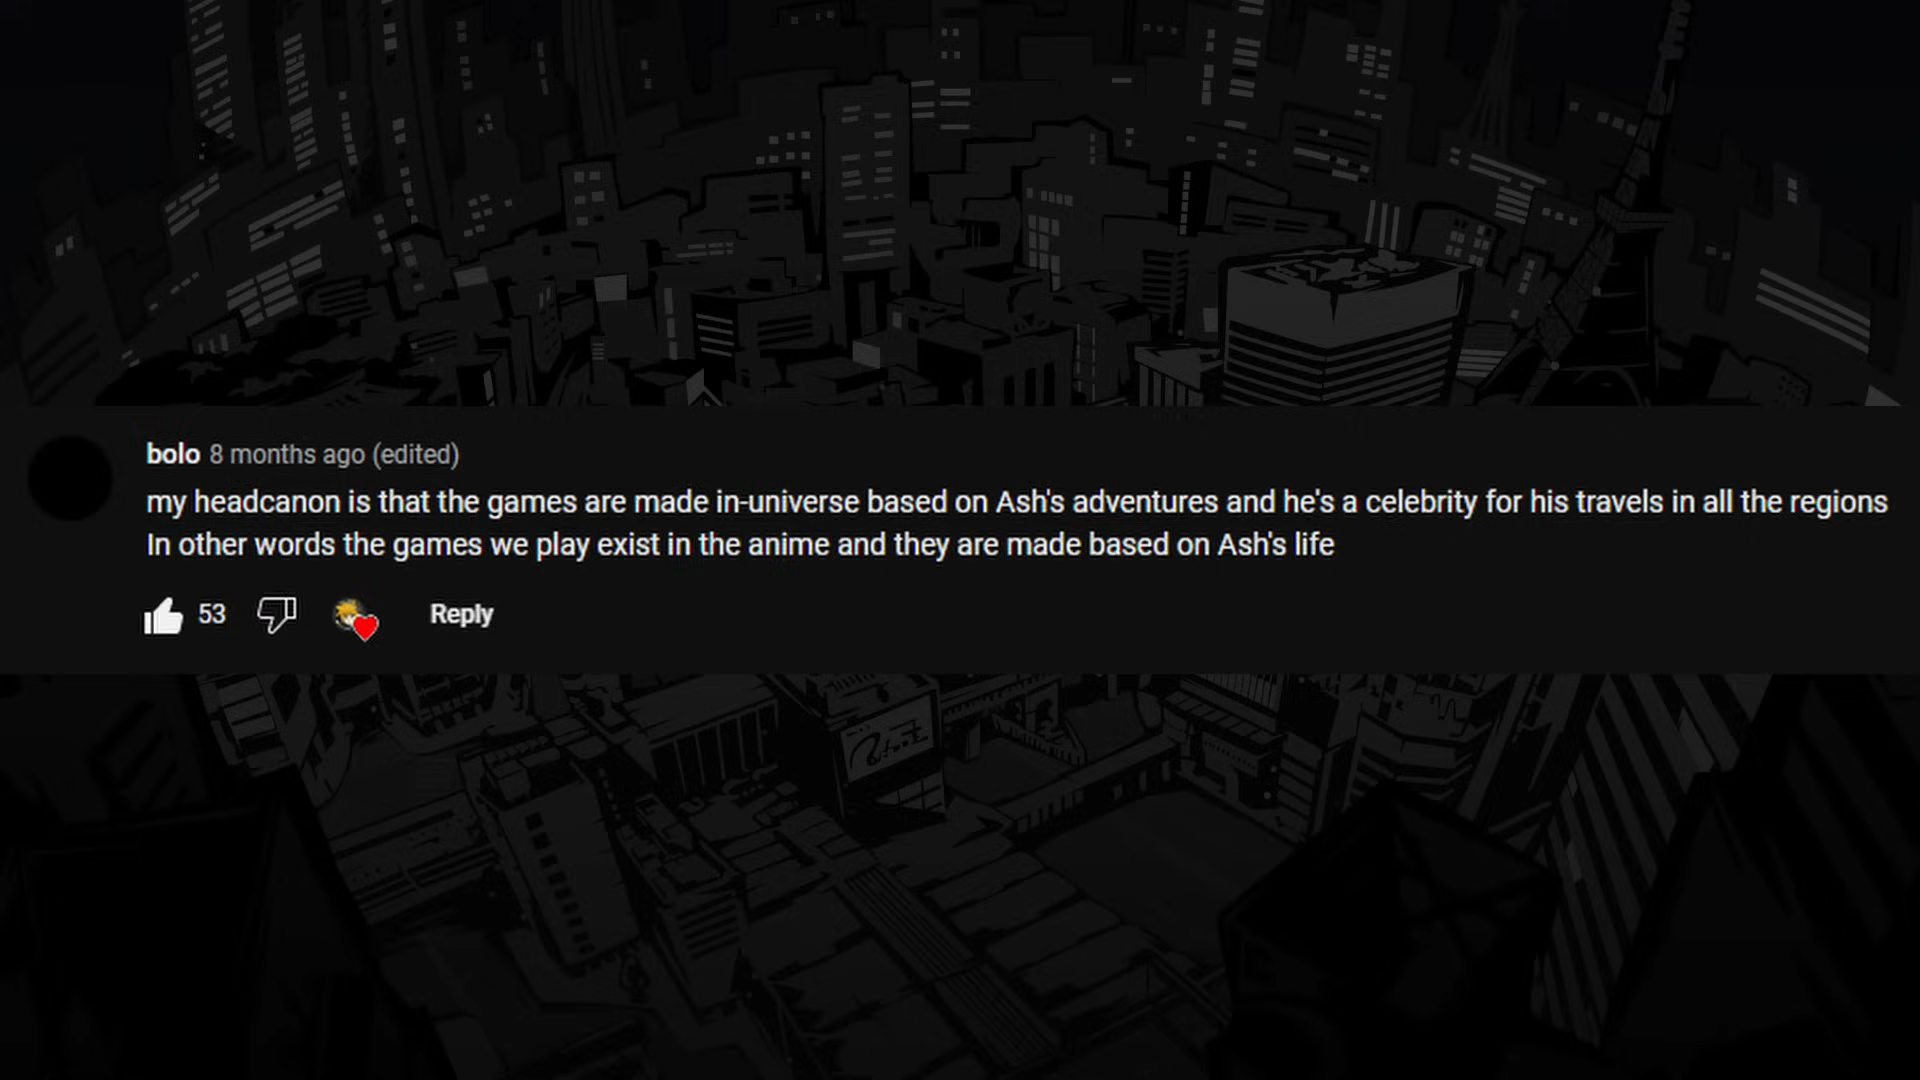 bolo 8 months ago (edited)
my headcanon is that the games are made in-universe based on Ash's adventures and he's a celebrity for his travels in all the regions
In other words the games we play exist in the anime and they are made based on Ash's life
53 Reply